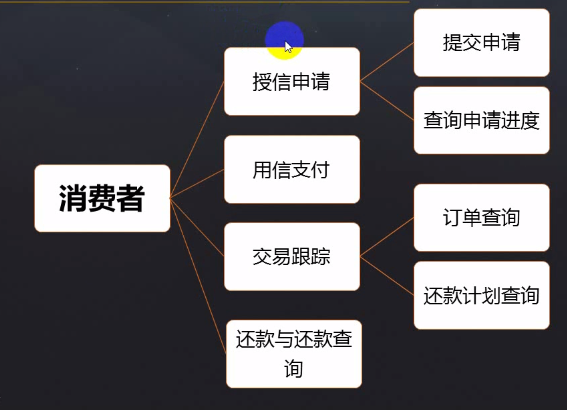 消费者
授信申请
提交申请
查询申请进度
用信支付
交易跟踪
订单查询
还款计划查询
还款与还款查
询